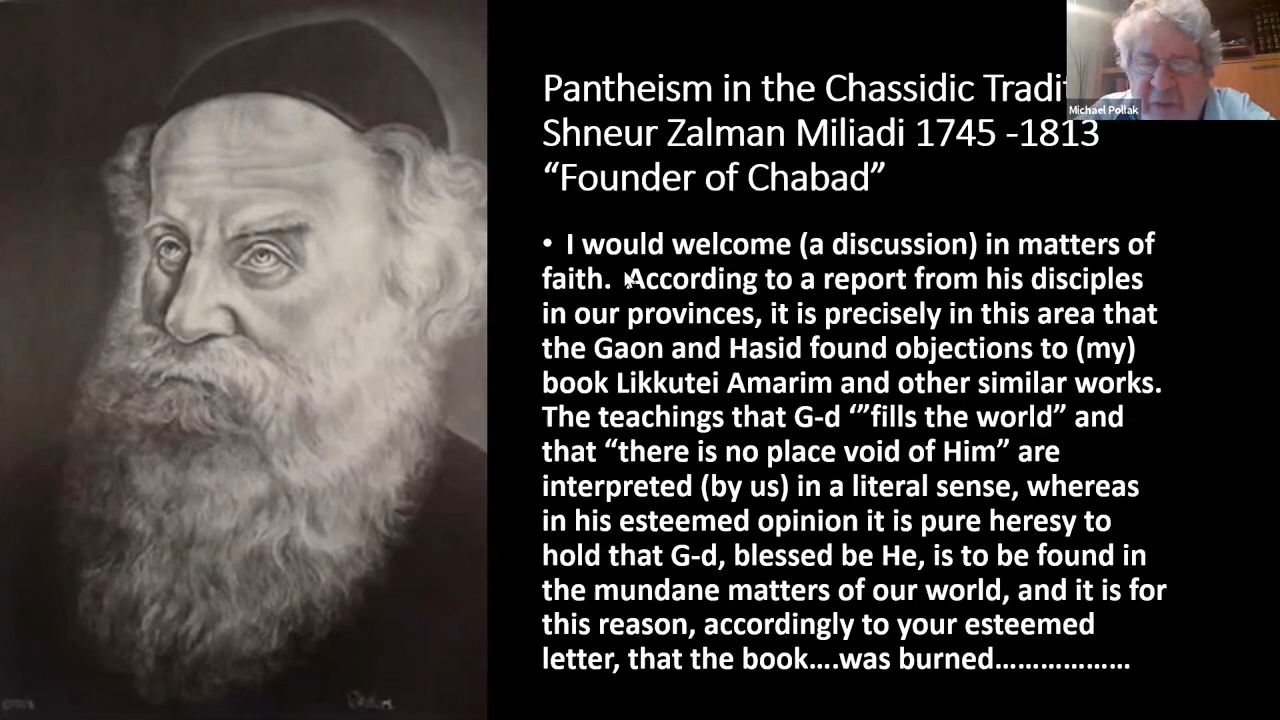 Pantheism in the Chassidic Tradit
Shneur Zalman Miliadi 1745 -1813
“Founder of Chabad”
• I would welcome (a discussion) in matters of
faith. According to a report from his disciples
in our provinces, it is precisely in this area that
the Gaon and Hasid found objections to (my)
book Likkutei Amarim and other similar works.
The teachings that G-d ‘”fills the world” and
that “there is no place void of Him” are
interpreted (by us) in a literal sense, whereas
in his esteemed opinion it is pure heresy to
hold that G-d, blessed be He, is to be found in
the mundane matters of our world, and it is for
this reason, accordingly to your esteemed
letter, that the book....was burned..................
Michael Pollak